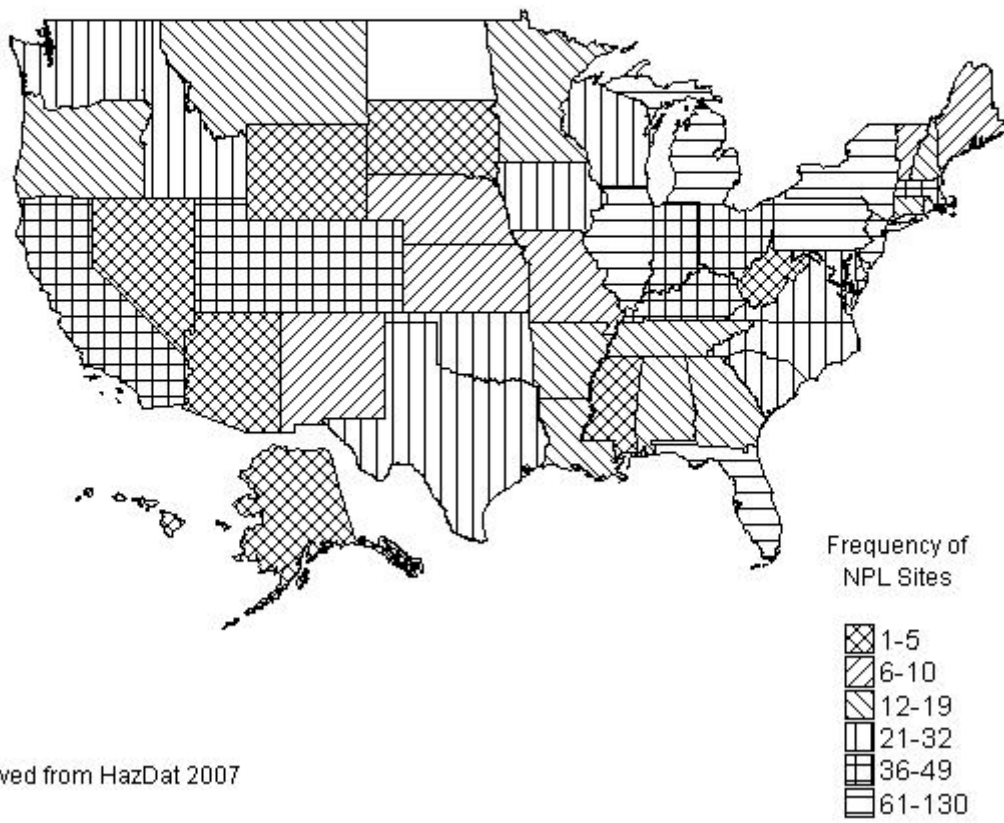 Frequency of
NPL Sites
1-5
6-10
12-19
21-32
36-49
61-130
ved from HazDat 2007